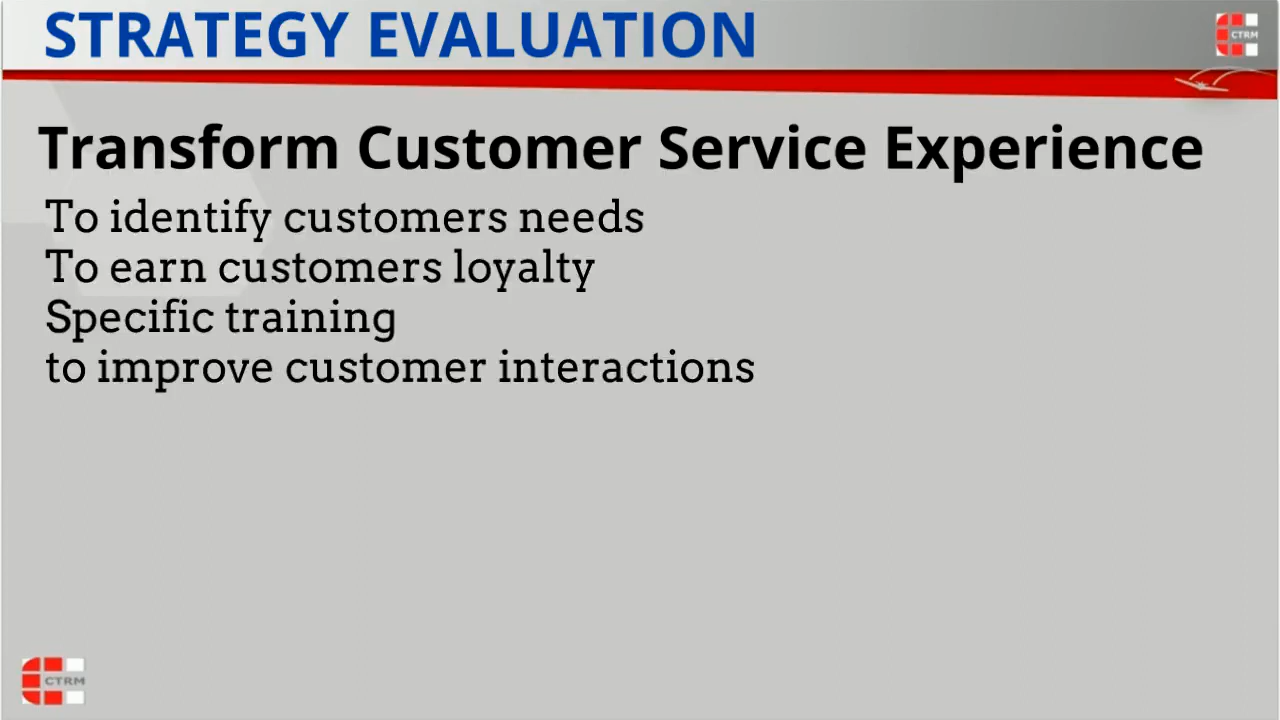 STRATEGY EVALUATION
CTRM
Transform Customer Service Experience
To identify customers needs
To earn customers loyalty
Specific training
to improve customer interactions
CTRM